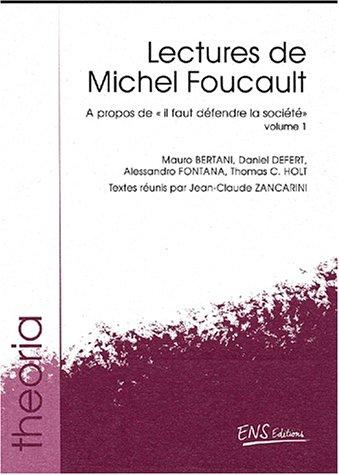 Lectures de
Michel Foucault
A propos de « il faut défendre la société»
volume 1
Mauro BERTANI, Daniel DEFERT,
Alessandro FONTANA, Thomas C. HOLT
Textes réunis par Jean-Claude ZANCARINI
theoria
ENS Editions